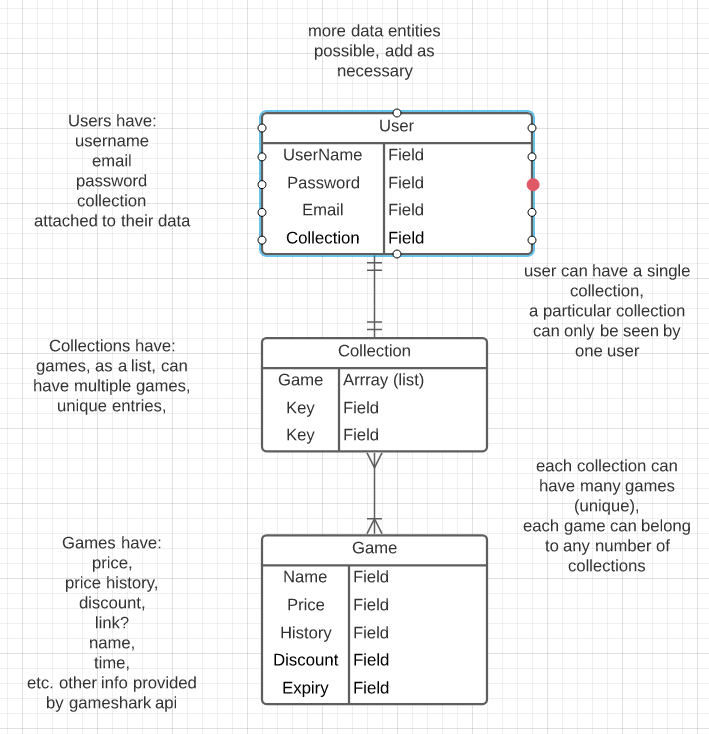 more data entities
possible, add as
necessary
Users have:
username
email
password
collection
attached to their data
User
UserName Field
Password Field
Email Field
Collection Field
user can have a single
collection,
a particular collection
can only be seen by
one user
Collections have:
games, as a list, can
have multiple games,
unique entries,
Collection
Game Arrray (list)
Key Field
Key Field
each collection can
have many games
(unique),
each game can belong
to any number of
collections
Games have:
price,
price history,
discount,
link?
name,
time,
etc. other info provided
by gameshark api
Game
Name Field
Price Field
History Field
Discount Field
Expiry Field